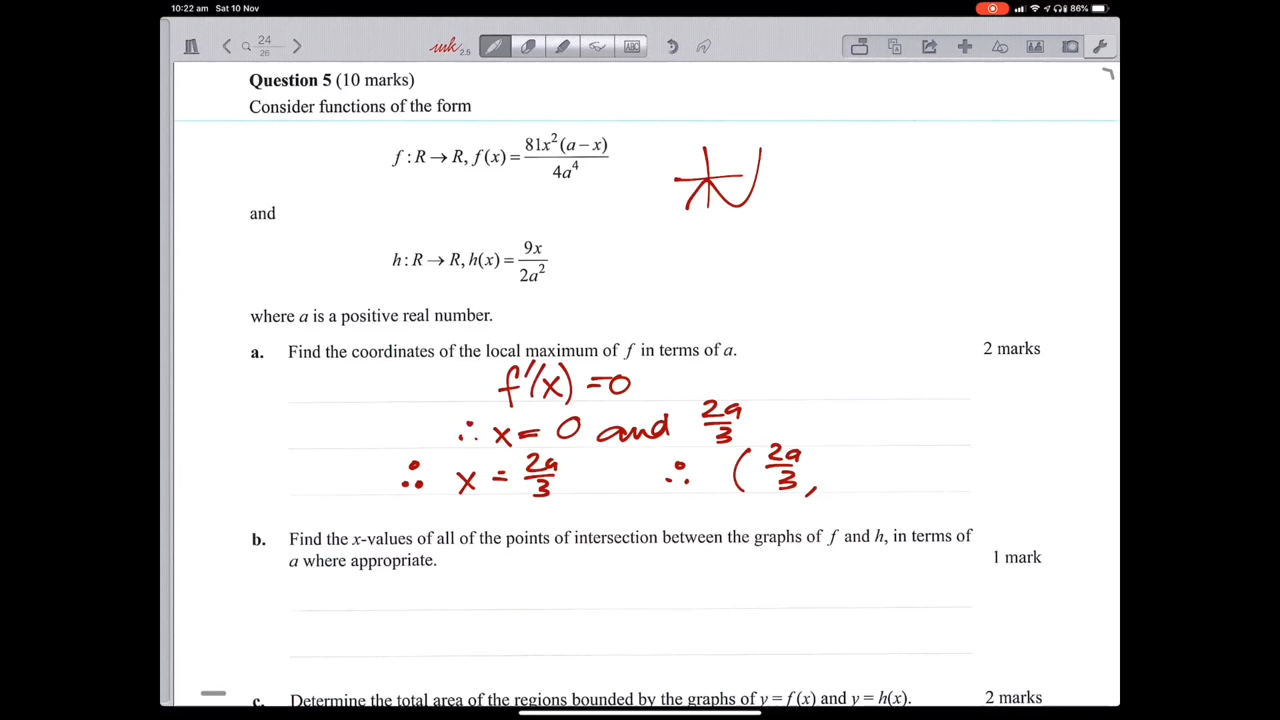 10:22 am Sat 10 Nov 86%
24
26
2.5 ABC
Question 5 (10 marks)
Consider functions of the form
f : R → R, f(x) = 81x²(a − x) / 4a⁴
and
h : R → R, h(x) = 9x / 2a²
where a is a positive real number.
a. Find the coordinates of the local maximum of f in terms of a. 2 marks
f'(x) = 0
∴ x = 0 and 2a/3
∴ x = 2a/3 ∴ ( 2a/3 ,
b. Find the x-values of all of the points of intersection between the graphs of f and h, in terms of
a where appropriate. 1 mark
c. Determine the total area of the regions bounded by the graphs of y = f(x) and y = h(x). 2 marks